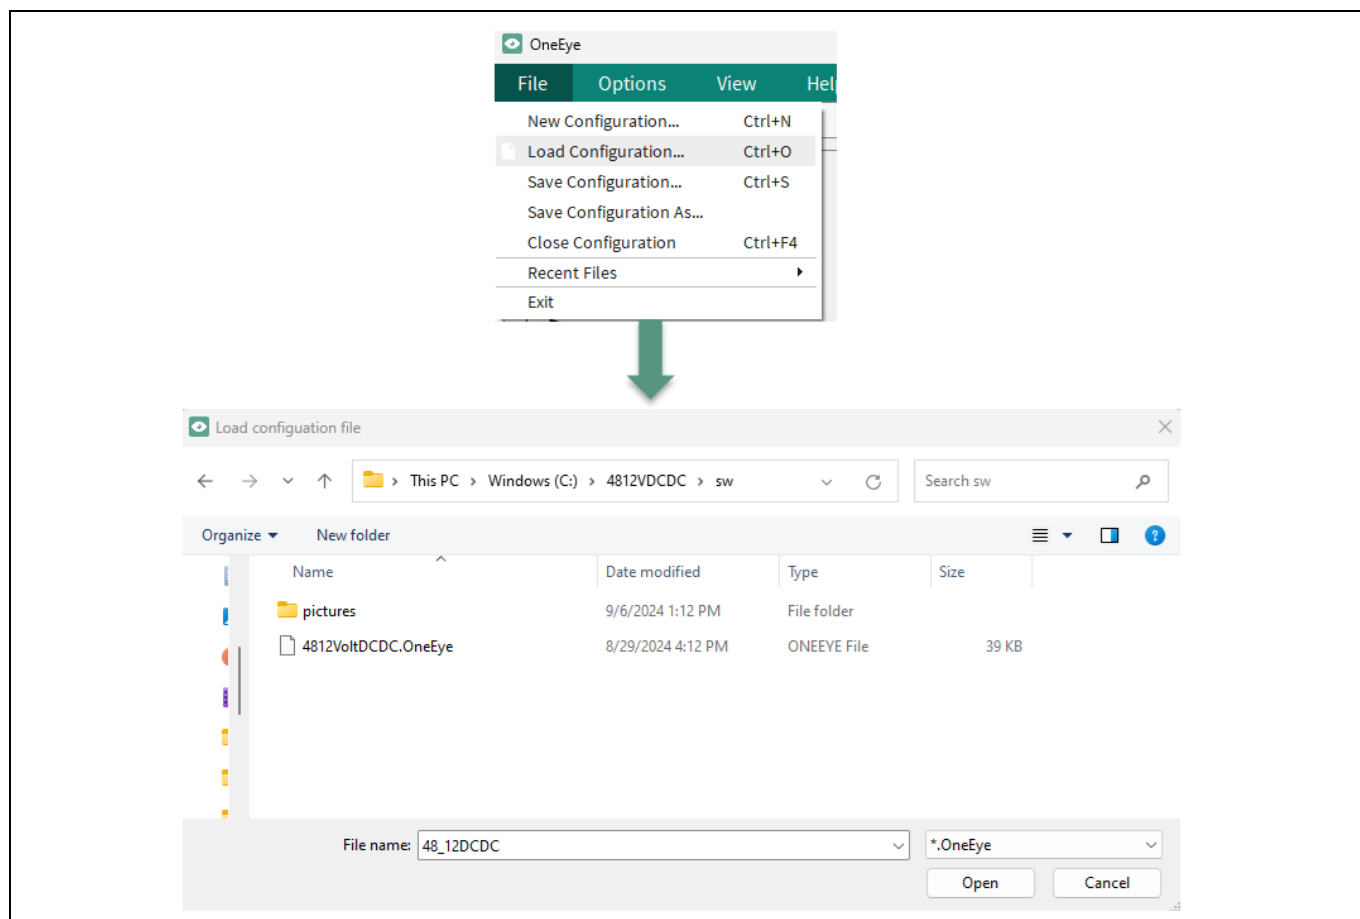 OneEye
File Options View Hel
New Configuration... Ctrl+N
Load Configuration... Ctrl+O
Save Configuration... Ctrl+S
Save Configuration As...
Close Configuration Ctrl+F4
Recent Files
Exit
Load configuation file
This PC > Windows (C:) > 4812VDCDC > sw
Search sw
Organize New folder
Name Date modified Type Size
pictures 9/6/2024 1:12 PM File folder
4812VoltDCDC.OneEye 8/29/2024 4:12 PM ONEEYE File 39 KB
File name: 48_12DCDC *.OneEye
Open Cancel